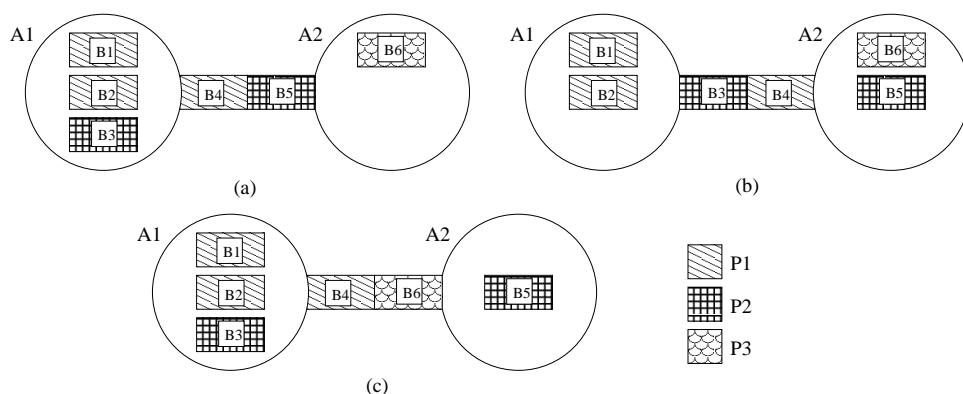 A1 A2 A1 A2
B1 B6 B1 B6
B2 B4 B5 B2 B3 B4 B5
B3
(a) (b)
A1 A2
B1
B2 B4 B6 B5
B3
(c)
P1
P2
P3